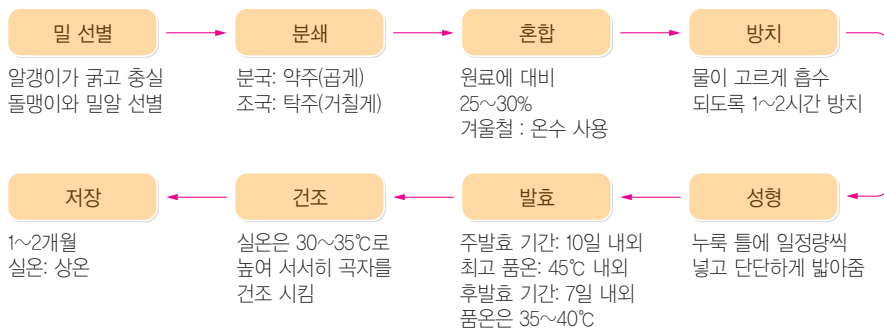 밀 선별
알갱이가 굵고 충실
돌맹이와 밀알 선별
분쇄
분국: 약주(곱게)
조국: 탁주(거칠게)
혼합
원료에 대비
25~30%
겨울철 : 온수 사용
방치
물이 고르게 흡수
되도록 1~2시간 방치
성형
누룩 틀에 일정량씩
넣고 단단하게 밟아줌
발효
주발효 기간: 10일 내외
최고 품온: 45℃ 내외
후발효 기간: 7일 내외
품온은 35~40℃
건조
실온은 30~35℃로
높여 서서히 곡자를
건조 시킴
저장
1~2개월
실온: 상온